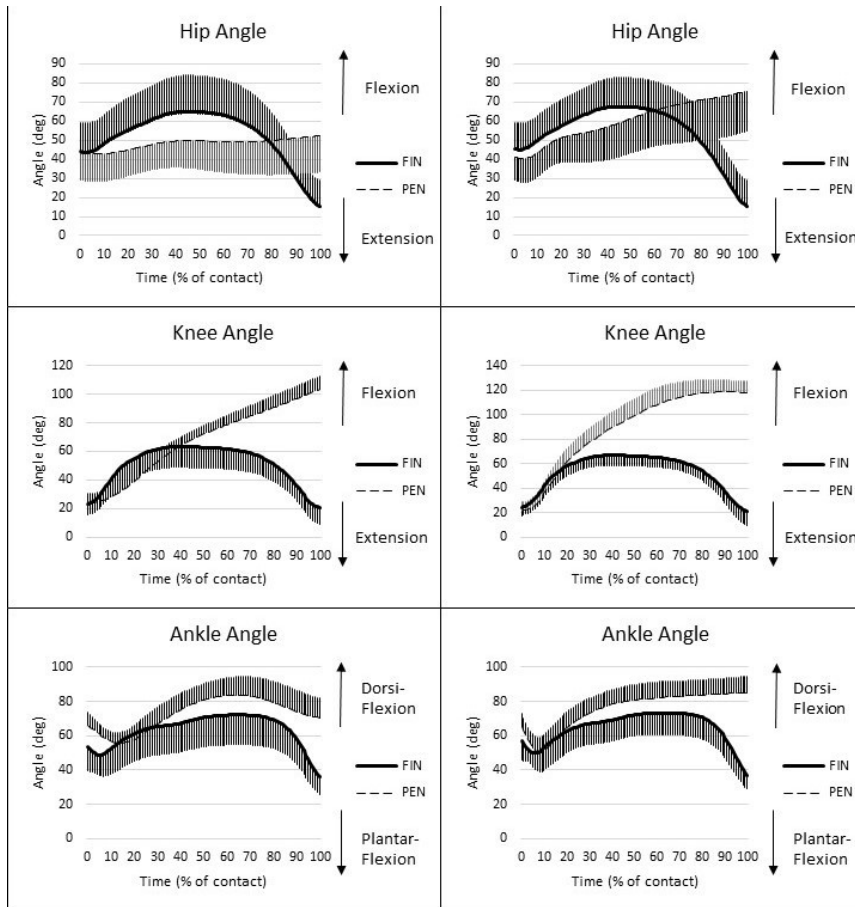 Hip Angle
90
80
70
60
50
40
30
20
10
0
Angle (deg)
0 10 20 30 40 50 60 70 80 90 100
Time (% of contact)
Flexion
FIN
PEN
Extension
Hip Angle
90
80
70
60
50
40
30
20
10
0
Angle (deg)
0 10 20 30 40 50 60 70 80 90 100
Time (% of contact)
Flexion
FIN
PEN
Extension
Knee Angle
120
100
80
60
40
20
0
Angle (deg)
0 10 20 30 40 50 60 70 80 90 100
Time (% of contact)
Flexion
FIN
PEN
Extension
Knee Angle
140
120
100
80
60
40
20
0
Angle (deg)
0 10 20 30 40 50 60 70 80 90 100
Time (% of contact)
Flexion
FIN
PEN
Extension
Ankle Angle
100
80
60
40
20
0
Angle (deg)
0 10 20 30 40 50 60 70 80 90 100
Time (% of contact)
Dorsi-
Flexion
FIN
PEN
Plantar-
Flexion
Ankle Angle
100
80
60
40
20
0
Angle (deg)
0 10 20 30 40 50 60 70 80 90 100
Time (% of contact)
Dorsi-
Flexion
FIN
PEN
Plantar-
Flexion